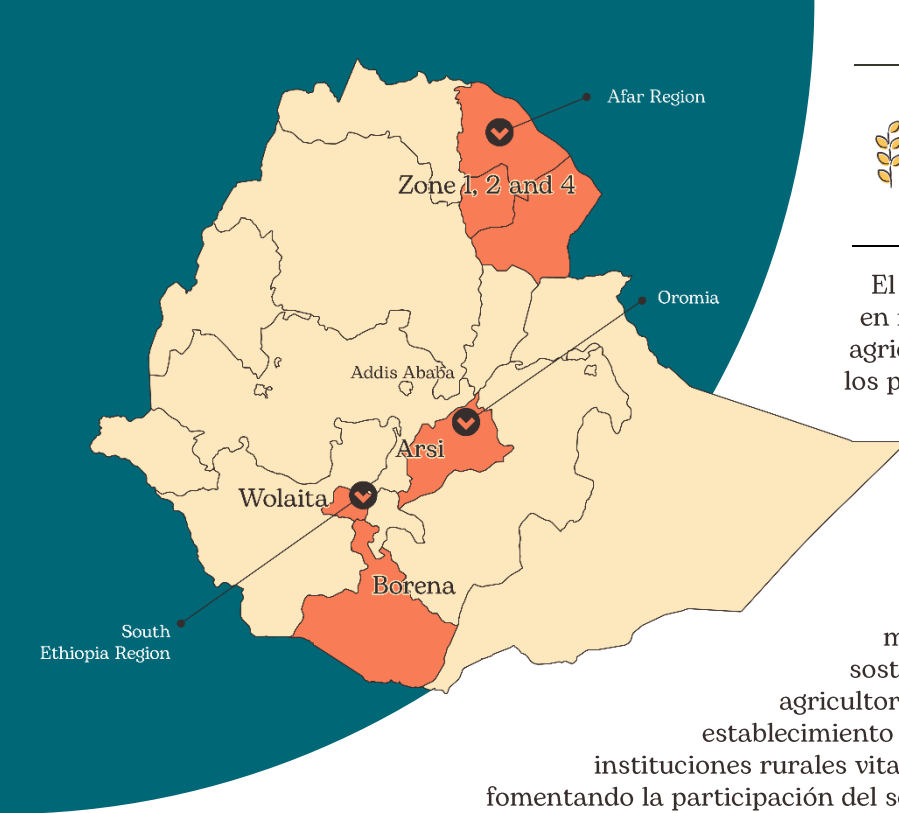 Afar Region
Zone 1, 2 and 4
Oromia
Addis Ababa
Arsi
Wolaita
Borena
South
Ethiopia Region
El
en
agri
los p
m
sost
agricultor
establecimiento
instituciones rurales vita
fomentando la participación del s